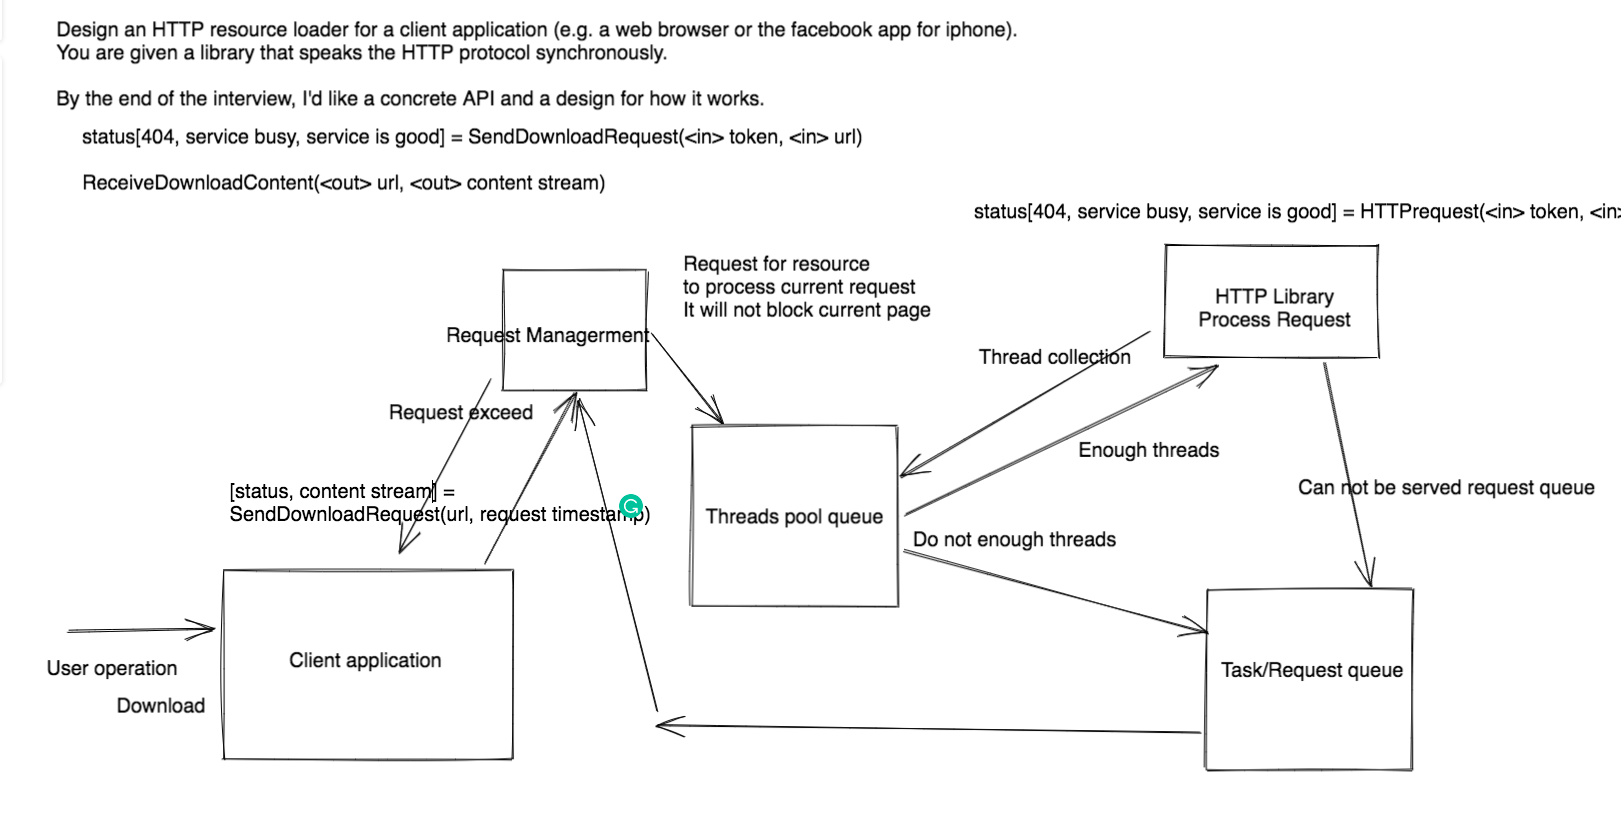 Design an HTTP resource loader for a client application (e.g. a web browser or the facebook app for iphone).
You are given a library that speaks the HTTP protocol synchronously.
By the end of the interview, I'd like a concrete API and a design for how it works.
status[404, service busy, service is good] = SendDownloadRequest(<in> token, <in> url)
ReceiveDownloadContent(<out> url, <out> content stream)
status[404, service busy, service is good] = HTTPrequest(<in> token, <in>
Request for resource
to process current request
It will not block current page
HTTP Library
Process Request
Request Managerment
Thread collection
Request exceed
Enough threads
[status, content stream] =
SendDownloadRequest(url, request timestamp)
Can not be served request queue
Threads pool queue
Do not enough threads
Client application
User operation
Download
Task/Request queue